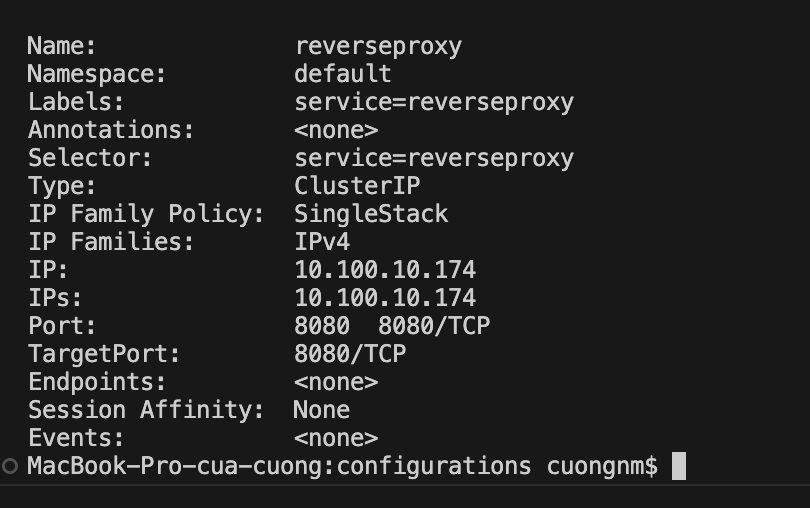 Name:              reverseproxy
Namespace:         default
Labels:            service=reverseproxy
Annotations:       <none>
Selector:          service=reverseproxy
Type:              ClusterIP
IP Family Policy:  SingleStack
IP Families:       IPv4
IP:                10.100.10.174
IPs:               10.100.10.174
Port:              8080  8080/TCP
TargetPort:        8080/TCP
Endpoints:         <none>
Session Affinity:  None
Events:            <none>
MacBook-Pro-cua-cuong:configurations cuongnm$